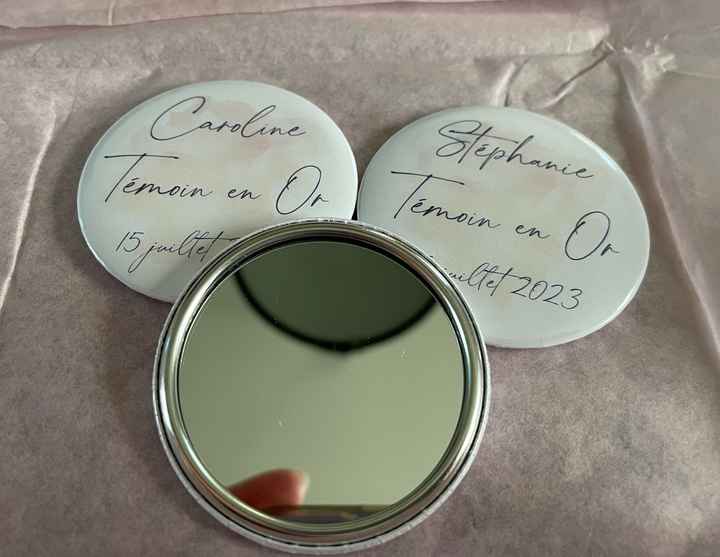 Caroline
Témoin en Or
15 juillet
Stéphanie
Témoin en Or
juillet 2023